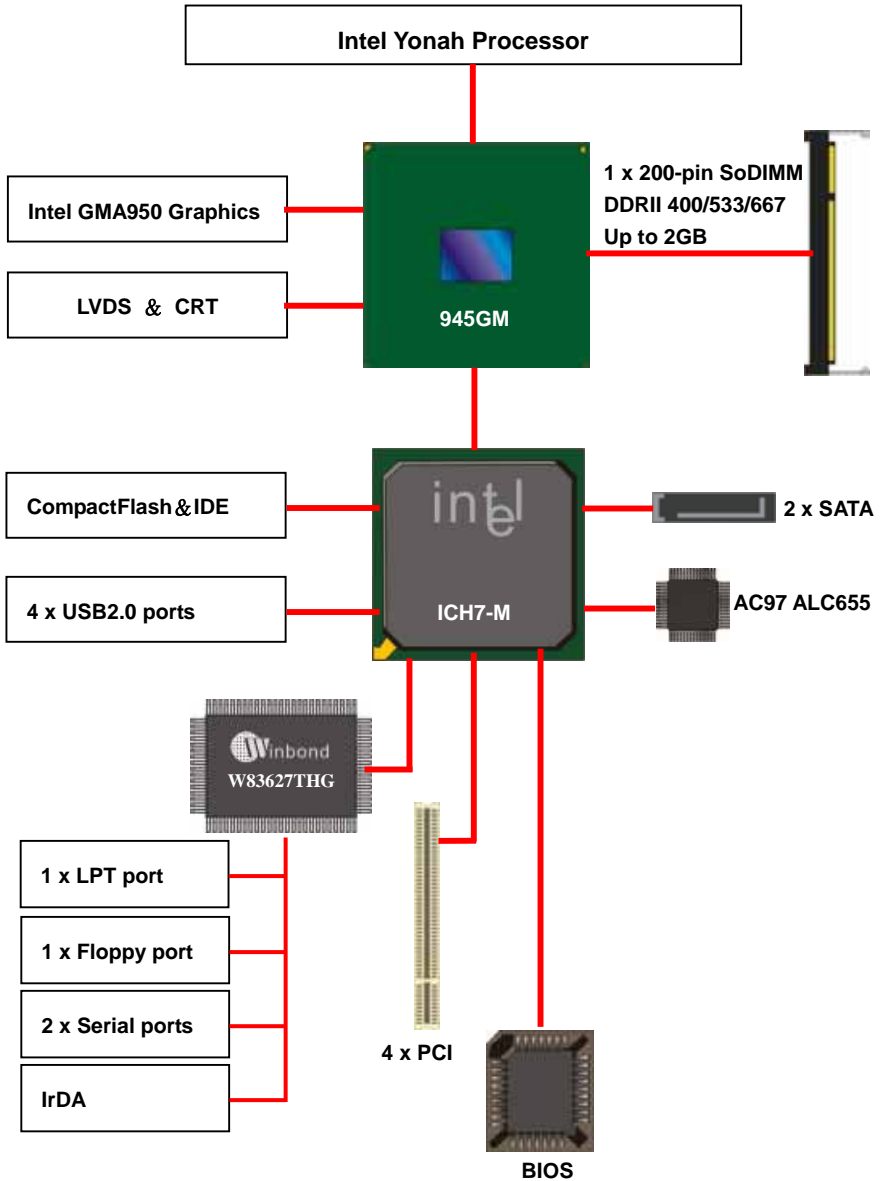 Intel Yonah Processor
1 x 200-pin SoDIMM
DDRII 400/533/667
Up to 2GB
Intel GMA950 Graphics
LVDS & CRT
945GM
CompactFlash&IDE
intel
2 x SATA
4 x USB2.0 ports
ICH7-M
AC97 ALC655
Winbond
W83627THG
1 x LPT port
1 x Floppy port
2 x Serial ports
4 x PCI
IrDA
BIOS